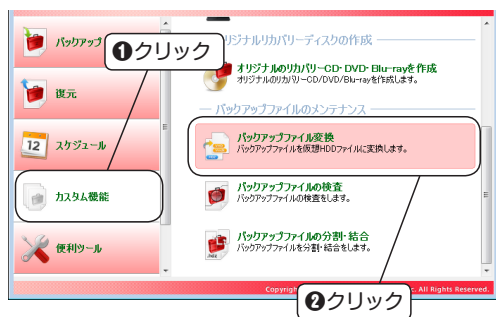 バックアップ
❶クリック
復元
12
スケジュール
カスタム機能
便利ツール
リジナルリカバリーディスクの作成
オリジナルのリカバリーCD・DVD・Blu-rayを作成
オリジナルのリカバリーCD/DVD/Blu-rayを作成します。
バックアップファイルのメンテナンス
バックアップファイル変換
バックアップファイルを仮想HDDファイルに変換します。
バックアップファイルの検査
バックアップファイルの検査をします。
バックアップファイルの分割・結合
バックアップファイルを分割・結合をします。
Copyrigh
c. All Rights Reserved.
❷クリック